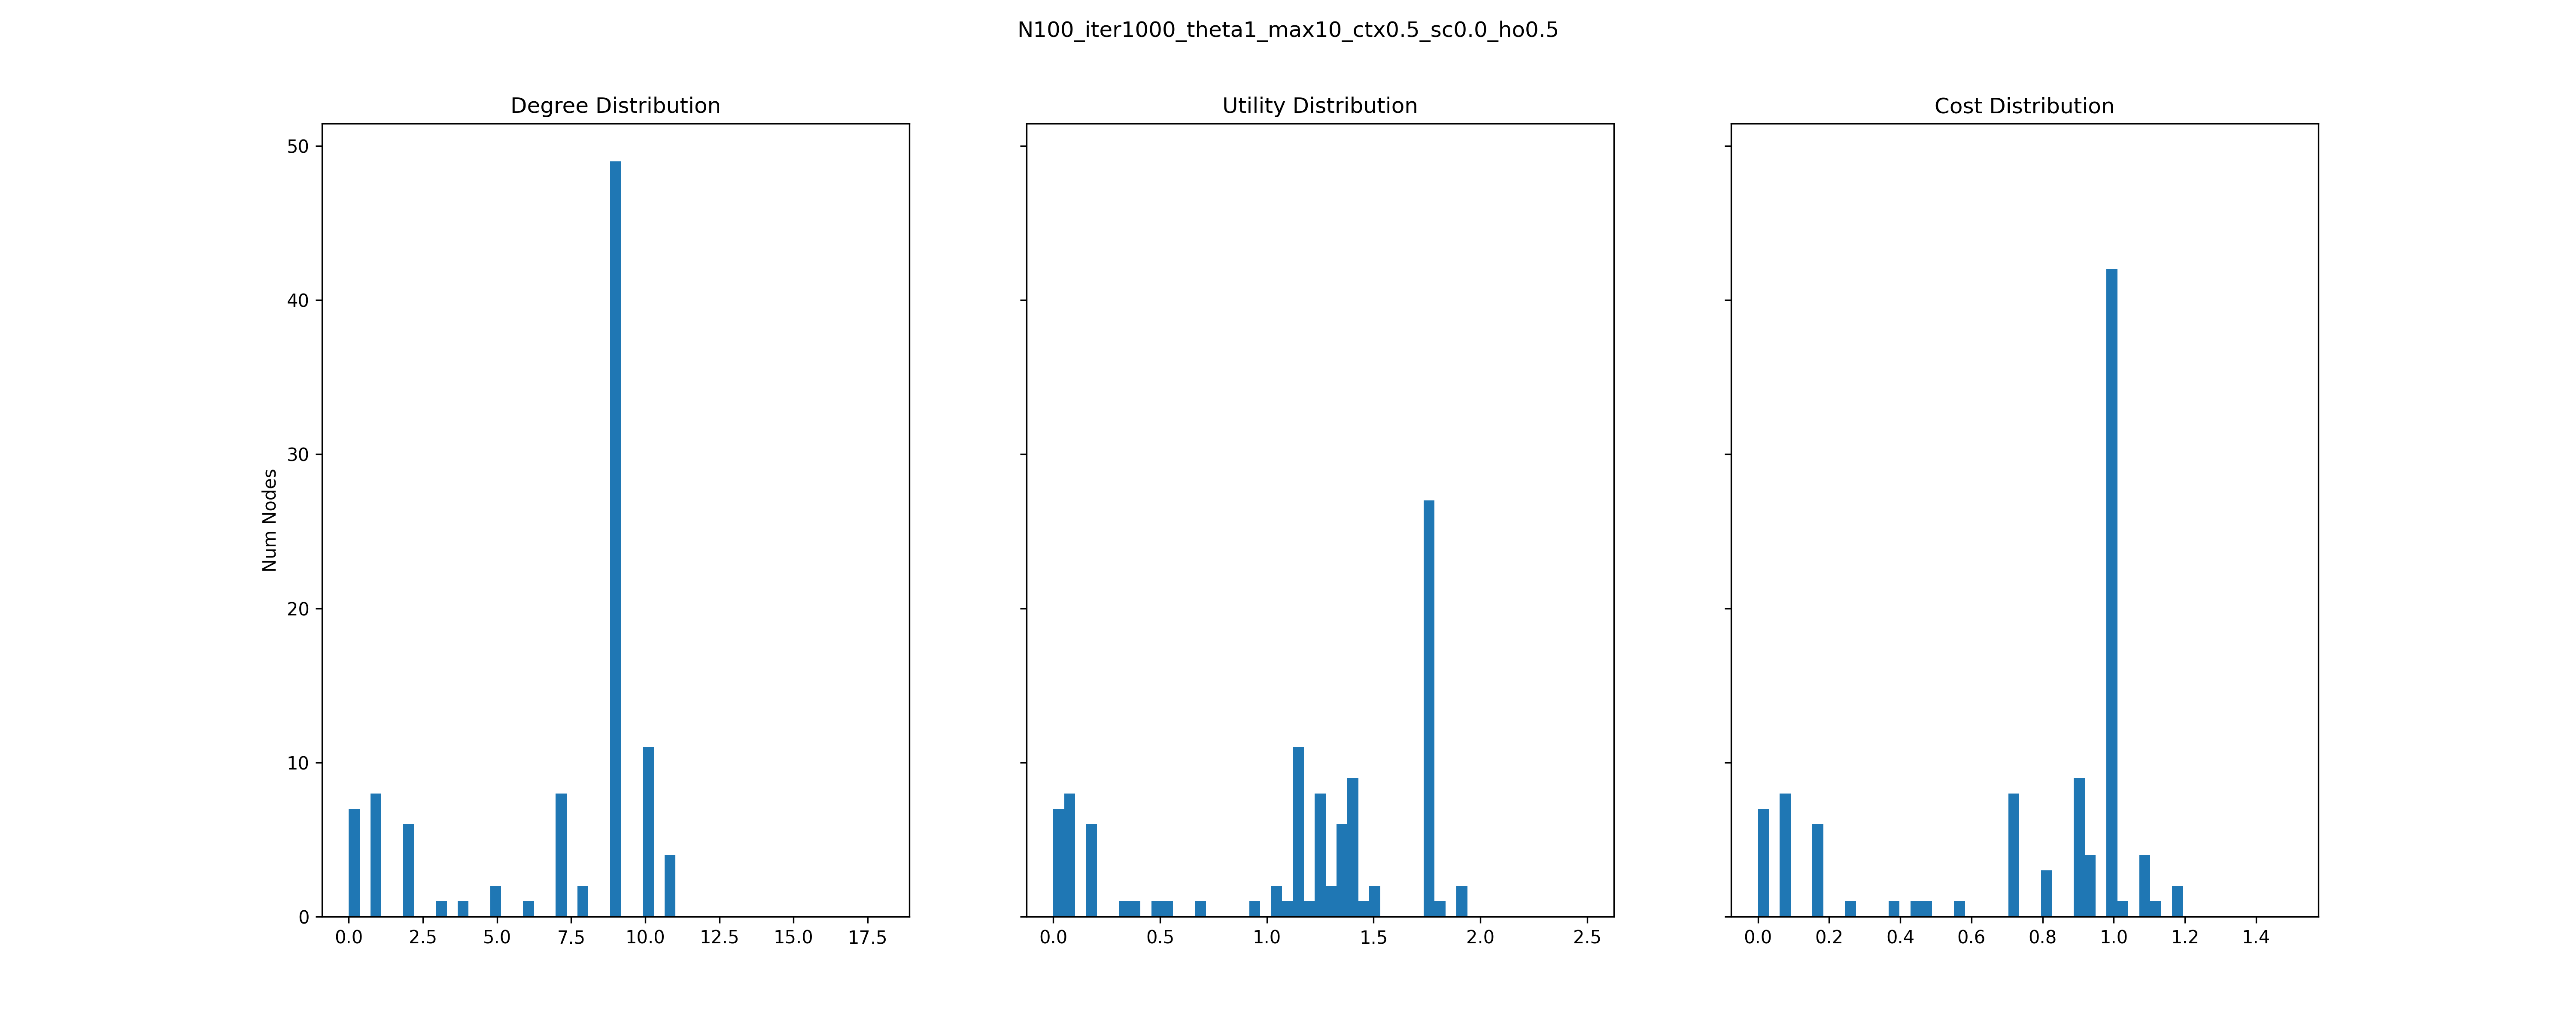 N100_iter1000_theta1_max10_ctx0.5_sc0.0_ho0.5
Degree Distribution
Utility Distribution
Cost Distribution
Num Nodes
50
40
30
20
10
0
0.0 2.5 5.0 7.5 10.0 12.5 15.0 17.5
0.0 0.5 1.0 1.5 2.0 2.5
0.0 0.2 0.4 0.6 0.8 1.0 1.2 1.4